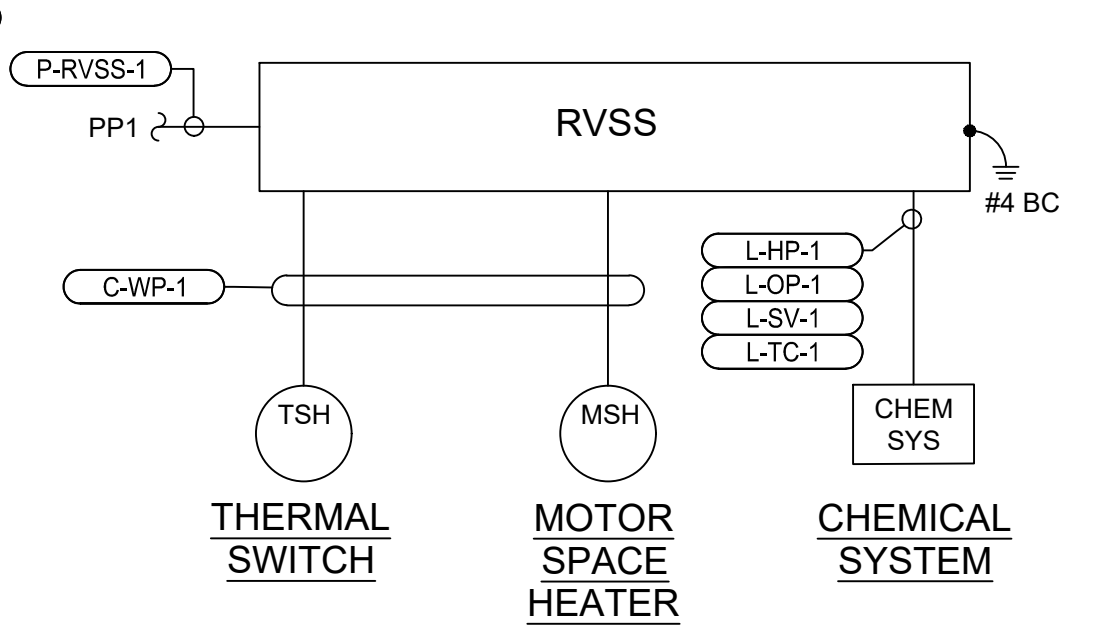 P-RVSS-1
PP1
RVSS
#4 BC
C-WP-1
L-HP-1
L-OP-1
L-SV-1
L-TC-1
TSH
MSH
CHEM
SYS
THERMAL
SWITCH
MOTOR
SPACE
HEATER
CHEMICAL
SYSTEM